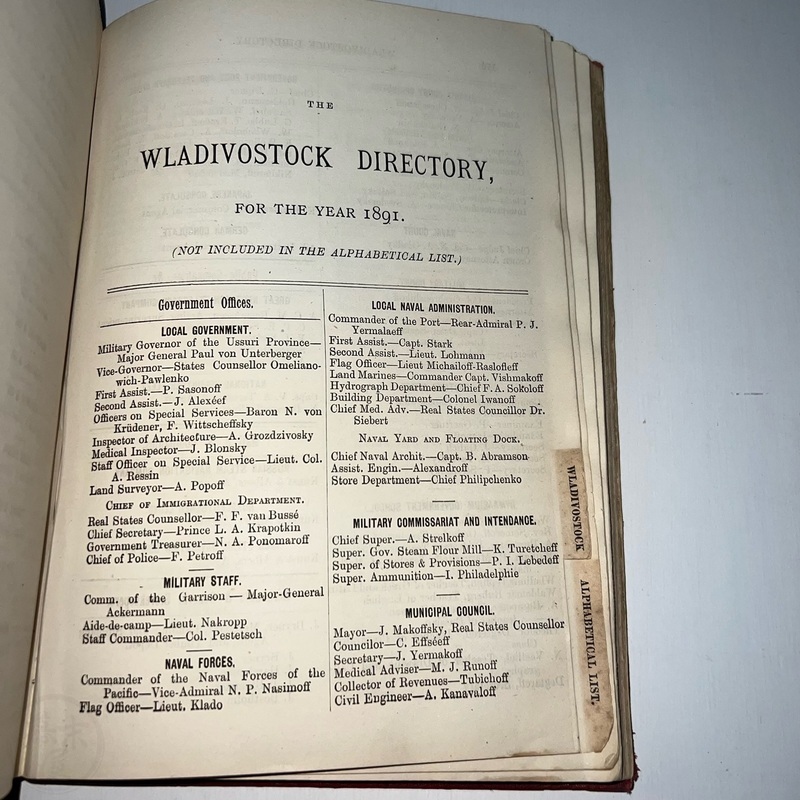 THE
WLADIVOSTOCK DIRECTORY,
FOR THE YEAR 1891.
(NOT INCLUDED IN THE ALPHABETICAL LIST.)
Government Offices.
LOCAL GOVERNMENT.
Military Governor of the Ussuri Province—
Major General Paul von Unterberger
Vice-Governor—States Counsellor Omeliano-
wich-Pawlenko
First Assist.—P. Sasonoff
Second Assist.—J. Alexéef
Officers on Special Services—Baron N. von
Krüdener, F. Wittscheffsky
Inspector of Architecture—A. Grozdzivosky
Medical Inspector—J. Blonsky
Staff Officer on Special Service—Lieut. Col.
A. Ressin
Land Surveyor—A. Popoff
CHIEF OF IMMIGRATIONAL DEPARTMENT.
Real States Counsellor—F. F. van Bussé
Chief Secretary—Prince L. A. Krapotkin
Government Treasurer—N. A. Ponomaroff
Chief of Police—F. Petroff
MILITARY STAFF.
Comm. of the Garrison — Major-General
Ackermann
Aide-de-camp—Lieut. Nakropp
Staff Commander—Col. Pestetsch
NAVAL FORCES.
Commander of the Naval Forces of the
Pacific—Vice-Admiral N. P. Nasimoff
Flag Officer—Lieut. Klado
LOCAL NAVAL ADMINISTRATION.
Commander of the Port—Rear-Admiral P. J.
Yermalaeff
First Assist.—Capt. Stark
Second Assist.—Lieut. Lohmann
Flag Officer—Lieut Michailoff-Rasloffeff
Land Marines—Commander Capt. Vishmakoff
Hydrograph Department—Chief F. A. Sokoloff
Building Department—Colonel Iwanoff
Chief Med. Adv.—Real States Councillor Dr.
Siebert
NAVAL YARD AND FLOATING DOCK.
Chief Naval Archit.—Capt. B. Abramson
Assist. Engin.—Alexandroff
Store Department—Chief Philipchenko
MILITARY COMMISSARIAT AND INTENDANCE.
Chief Super.—A. Strelkoff
Super. Gov. Steam Flour Mill—K. Turetcheff
Super. of Stores & Provisions—P. I. Lebedeff
Super. Ammunition—I. Philadelphie
MUNICIPAL COUNCIL.
Mayor—J. Makoffsky, Real States Counsellor
Councilor—C. Efféeff
Secretary—J. Yermakoff
Medical Adviser—M. J. Runoff
Collector of Revenues—Tubichoff
Civil Engineer—A. Kanavaloff
WLADIVOSTOCK
ALPHABETICAL LIST.